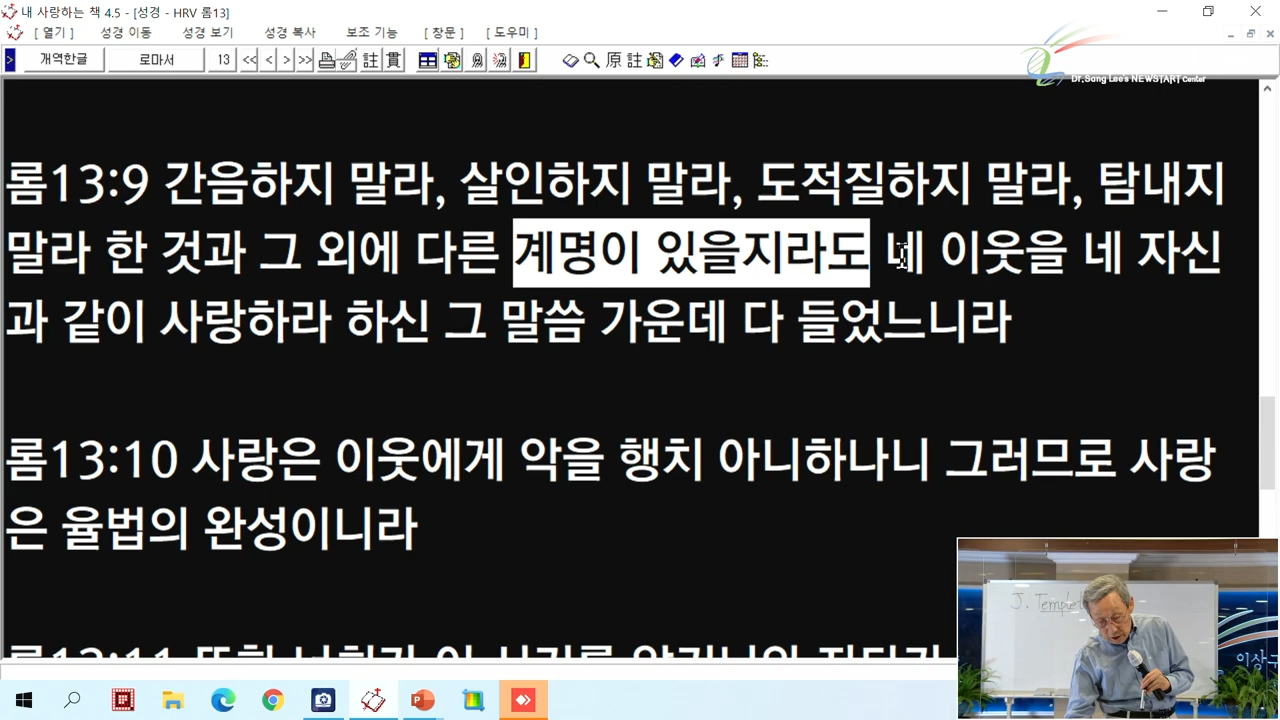 내 사랑하는 책 4.5 - [성경 - HRV 롬13]
[ 열기 ] 성경 이동 성경 보기 성경 복사 보조 기능 [ 창문 ] [ 도우미 ]
개역한글 로마서 13 << < > >> 註 貫 原 註
Dr.Sang Lee's NEWSTART Center
롬13:9 간음하지 말라, 살인하지 말라, 도적질하지 말라, 탐내지
말라 한 것과 그 외에 다른 계명이 있을지라도 네 이웃을 네 자신
과 같이 사랑하라 하신 그 말씀 가운데 다 들었느니라
롬13:10 사랑은 이웃에게 악을 행치 아니하나니 그러므로 사랑
은 율법의 완성이니라
J. Temple
이상구